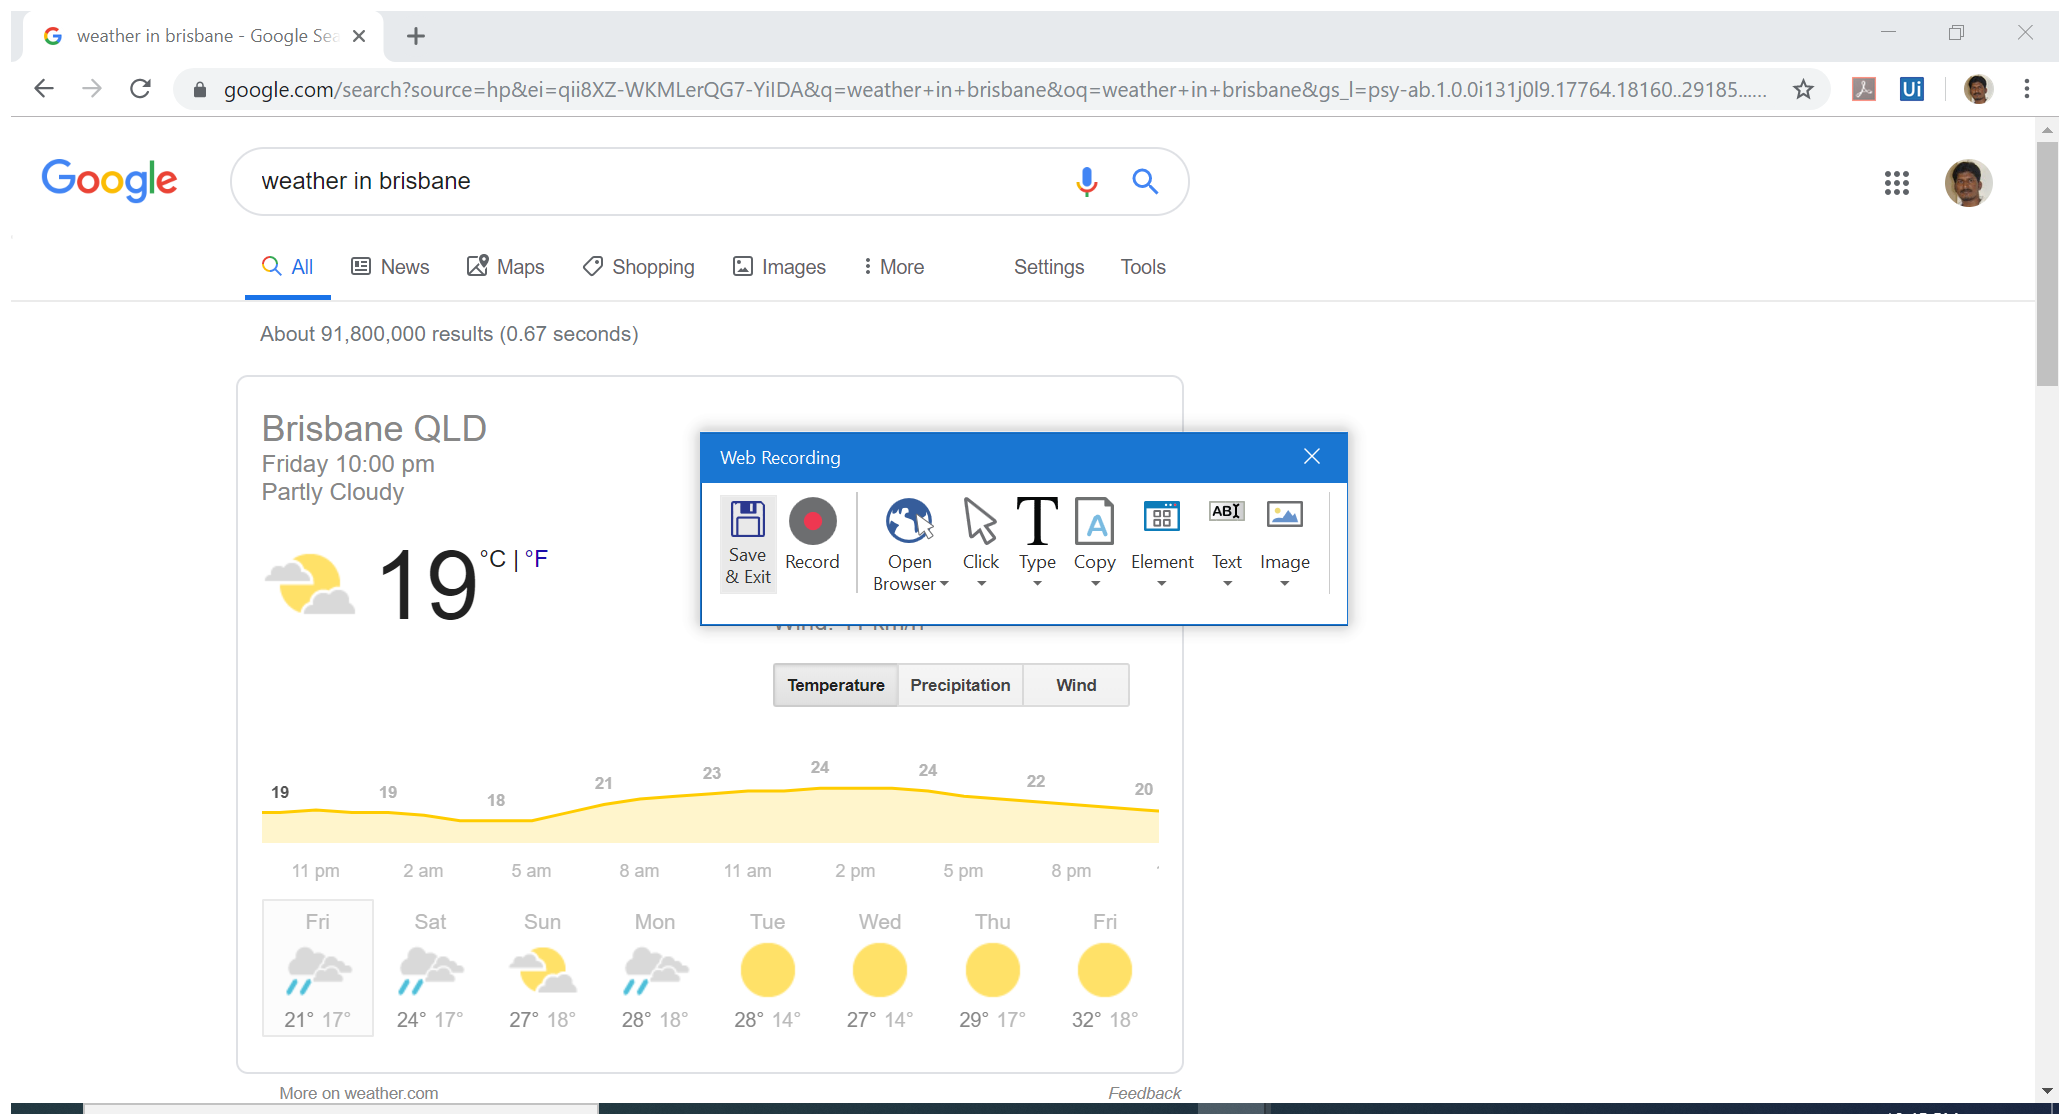 weather in brisbane - Google Sea
google.com/search?source=hp&ei=qii8XZ-WKMLerQG7-YiIDA&q=weather+in+brisbane&oq=weather+in+brisbane&gs_l=psy-ab.1.0.0i131j0l9.17764.18160..29185......
Ui
Google
weather in brisbane
All News Maps Shopping Images More Settings Tools
About 91,800,000 results (0.67 seconds)
Brisbane QLD
Friday 10:00 pm
Partly Cloudy
19 °C | °F
Web Recording
Save & Exit
Record
Open Browser
Click
Type
Copy
Element
Text
Image
Temperature Precipitation Wind
19 19 18 21 23 24 24 22 20
11 pm 2 am 5 am 8 am 11 am 2 pm 5 pm 8 pm
Fri Sat Sun Mon Tue Wed Thu Fri
21° 17° 24° 17° 27° 18° 28° 18° 28° 14° 27° 14° 29° 17° 32° 18°
More on weather.com
Feedback